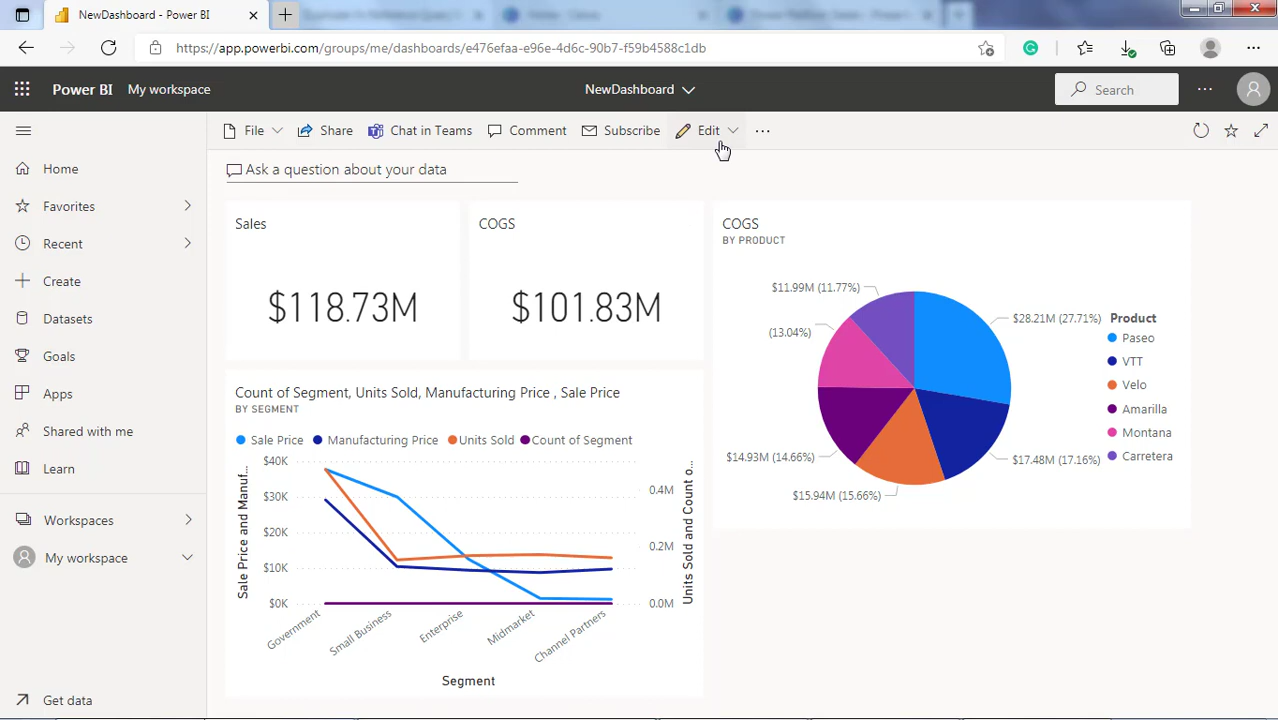 NewDashboard - Power BI
https://app.powerbi.com/groups/me/dashboards/e476efaa-e96e-4d6c-90b7-f59b4588c1db
Power BI My workspace NewDashboard Search
File Share Chat in Teams Comment Subscribe Edit
Ask a question about your data
Home
Favorites
Recent
Create
Datasets
Goals
Apps
Shared with me
Learn
Workspaces
My workspace
Get data
Sales
$118.73M
COGS
$101.83M
COGS
BY PRODUCT
$11.99M (11.77%)
(13.04%)
$14.93M (14.66%)
$15.94M (15.66%)
$28.21M (27.71%)
$17.48M (17.16%)
Product
Paseo
VTT
Velo
Amarilla
Montana
Carretera
Count of Segment, Units Sold, Manufacturing Price , Sale Price
BY SEGMENT
Sale Price Manufacturing Price Units Sold Count of Segment
Sale Price and Manuf...
$40K
$30K
$20K
$10K
$0K
0.4M
0.2M
0.0M
Units Sold and Count o...
Government Small Business Enterprise Midmarket Channel Partners
Segment